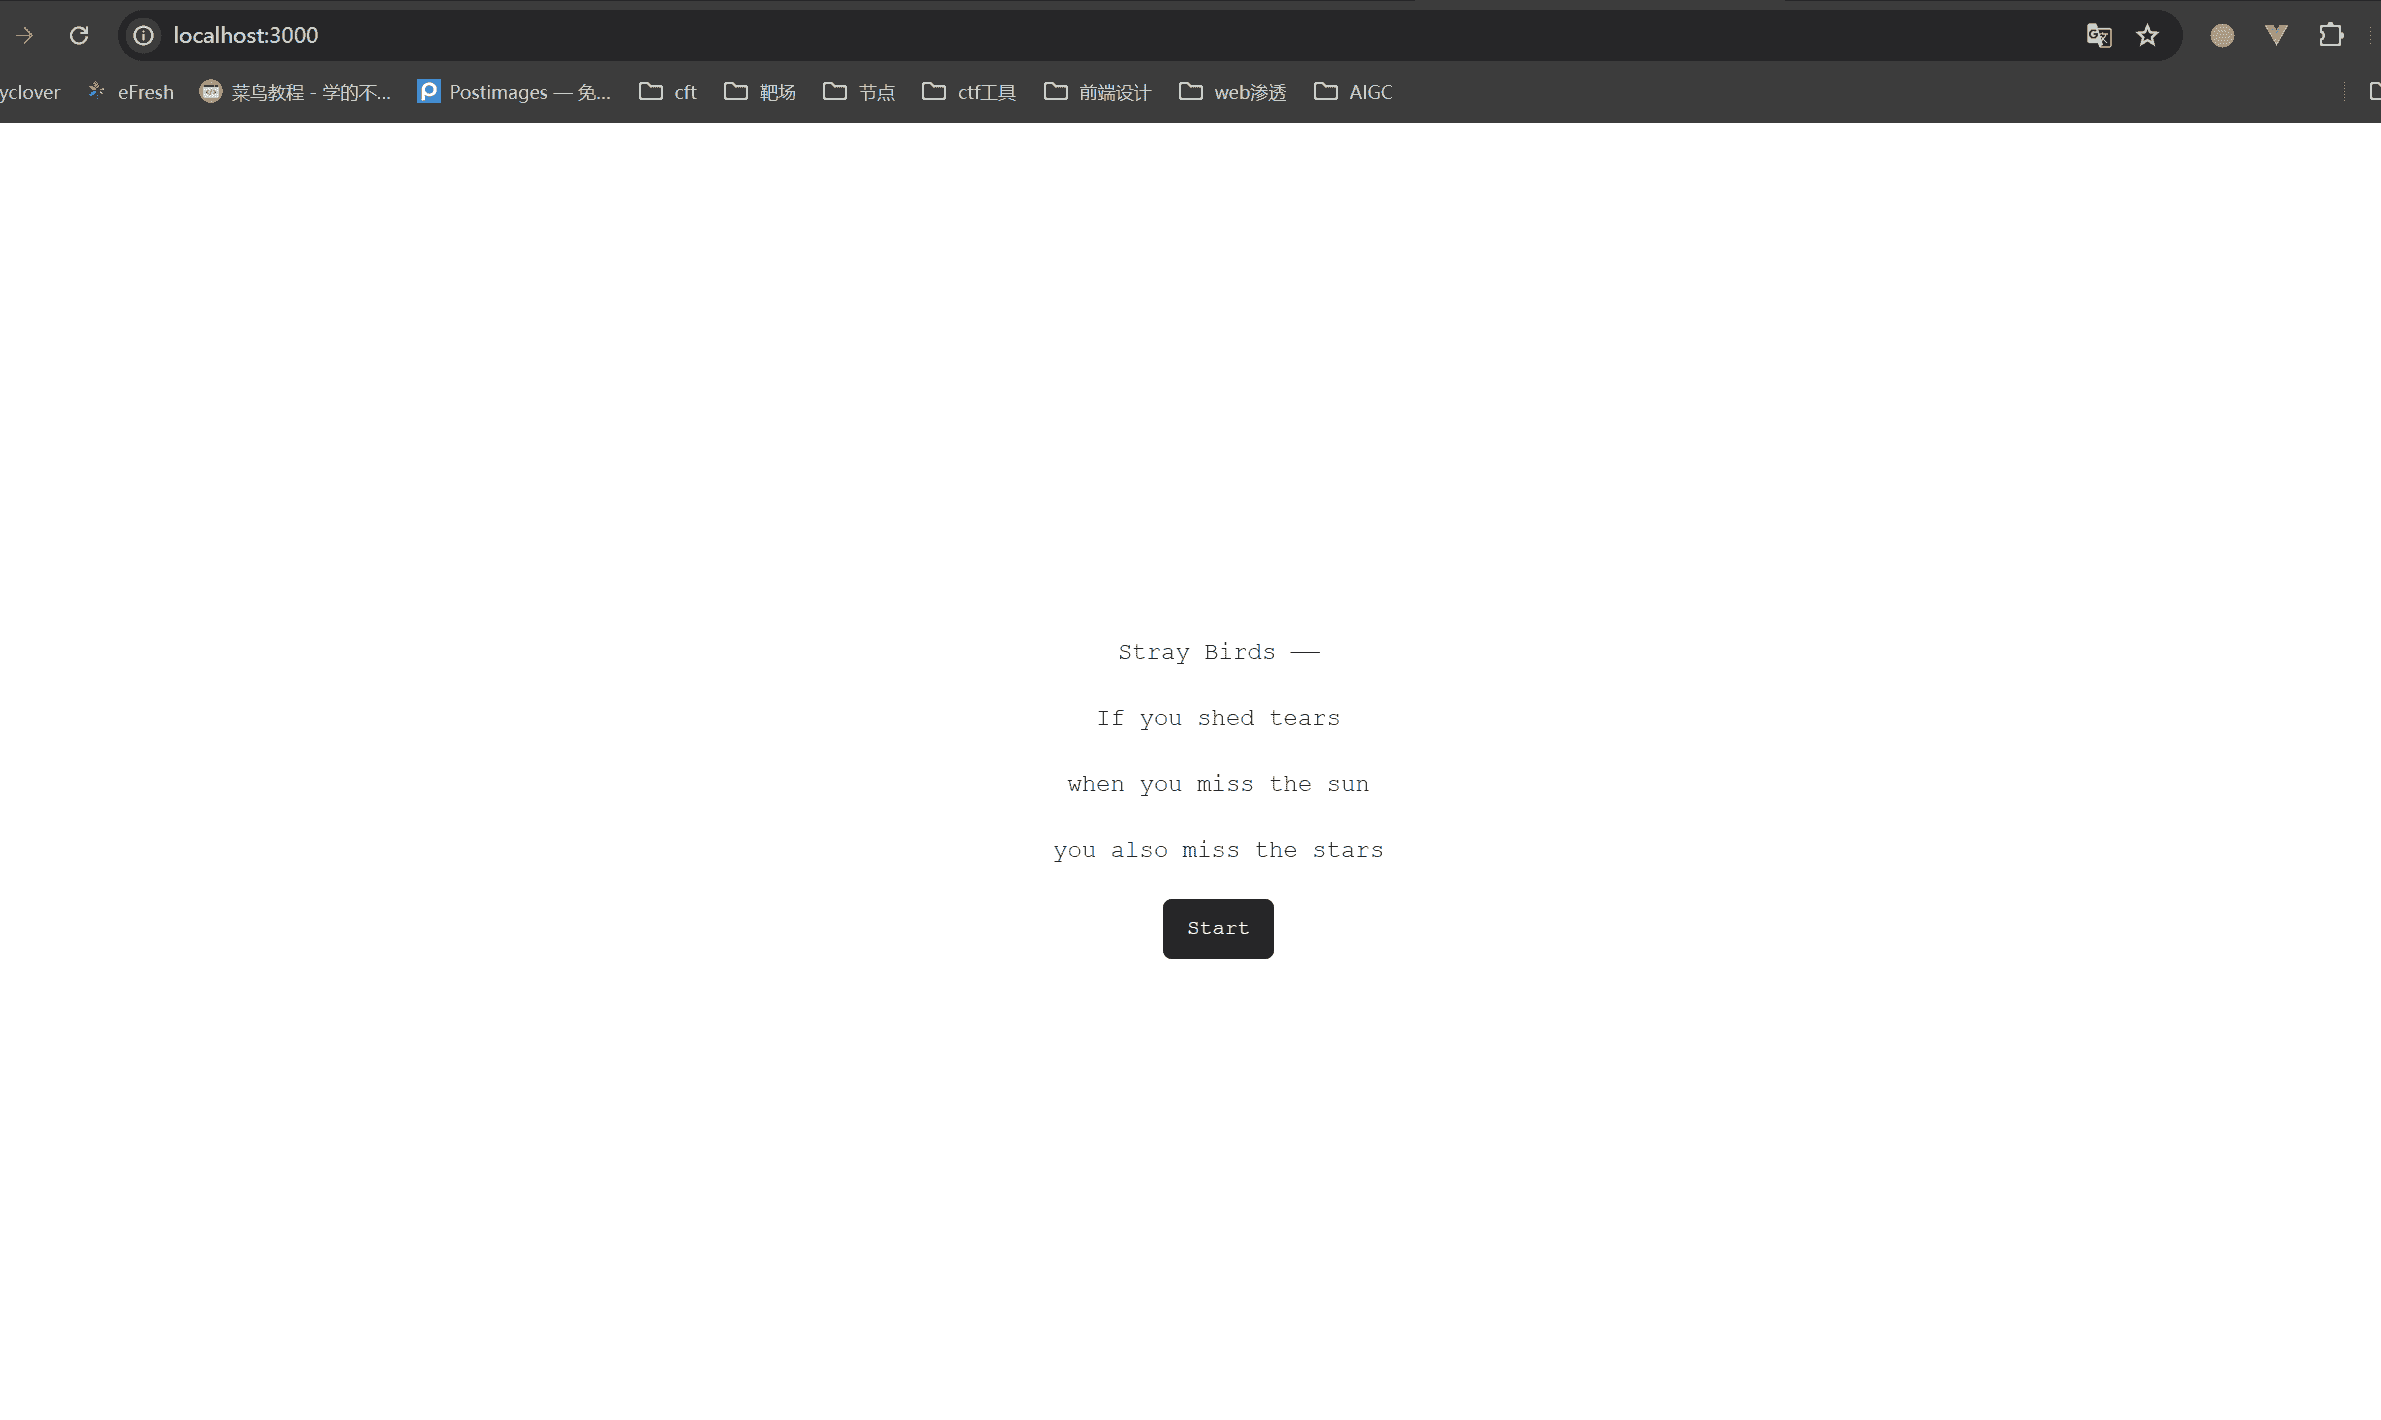 localhost:3000
yclover eFresh 菜鸟教程 - 学的不... Postimages — 免... cft 靶场 节点 ctf工具 前端设计 web渗透 AIGC
Stray Birds ——
If you shed tears
when you miss the sun
you also miss the stars
Start